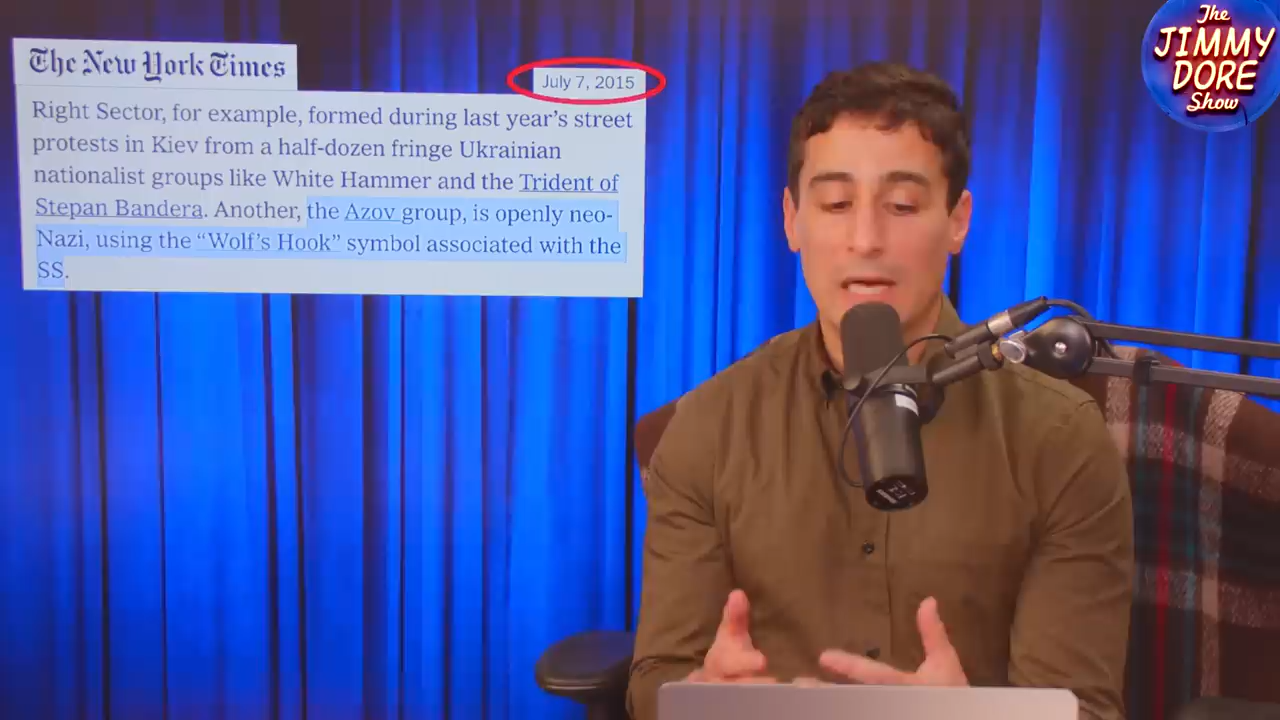 The New York Times
July 7, 2015
Right Sector, for example, formed during last year's street
protests in Kiev from a half-dozen fringe Ukrainian
nationalist groups like White Hammer and the Trident of
Stepan Bandera. Another, the Azov group, is openly neo-
Nazi, using the “Wolf's Hook” symbol associated with the
SS.
The
JIMMY
DORE
Show